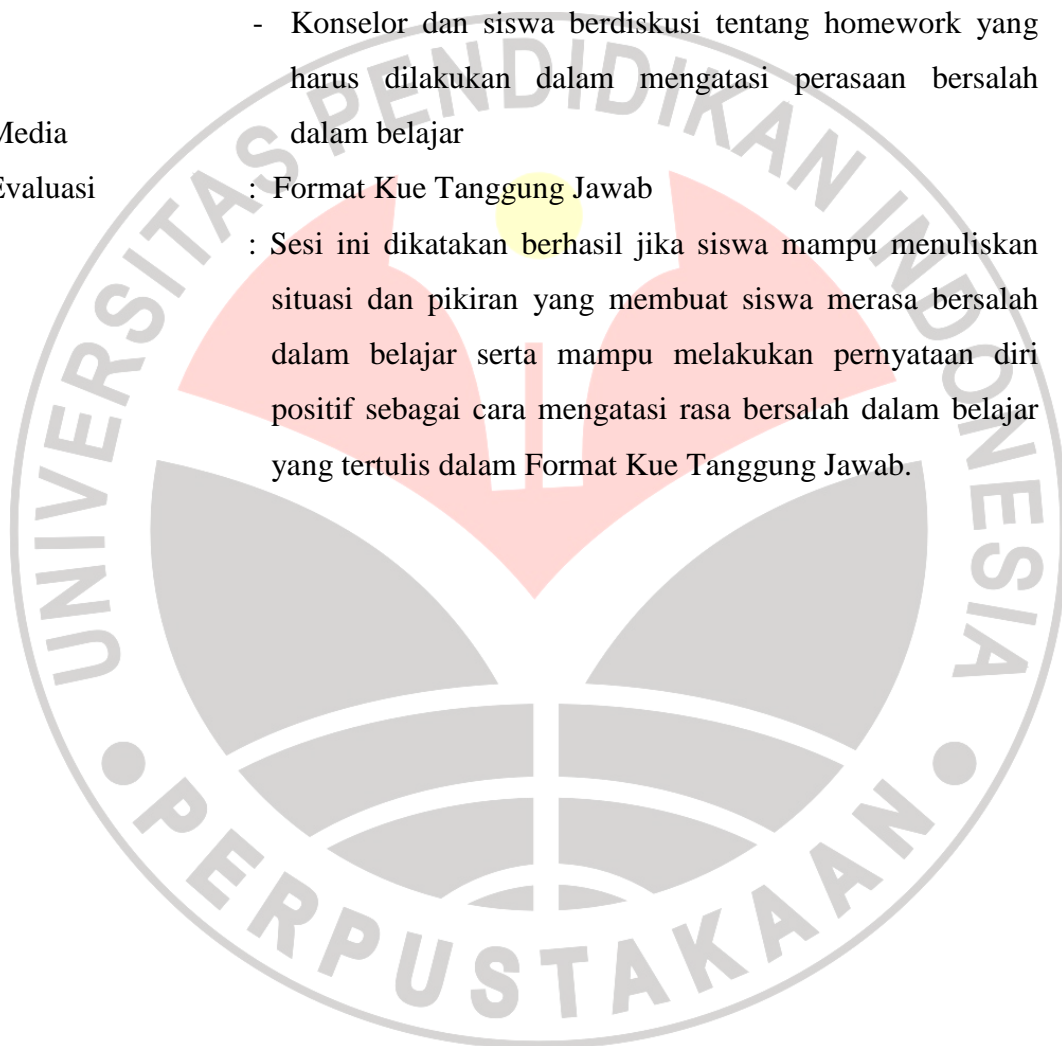 - Konselor dan siswa berdiskusi tentang homework yang
harus dilakukan dalam mengatasi perasaan bersalah
Media dalam belajar
Evaluasi : Format Kue Tanggung Jawab
: Sesi ini dikatakan berhasil jika siswa mampu menuliskan
situasi dan pikiran yang membuat siswa merasa bersalah
dalam belajar serta mampu melakukan pernyataan diri
positif sebagai cara mengatasi rasa bersalah dalam belajar
yang tertulis dalam Format Kue Tanggung Jawab.
UNIVERSITAS PENDIDIKAN INDONESIA
PERPUSTAKAAN